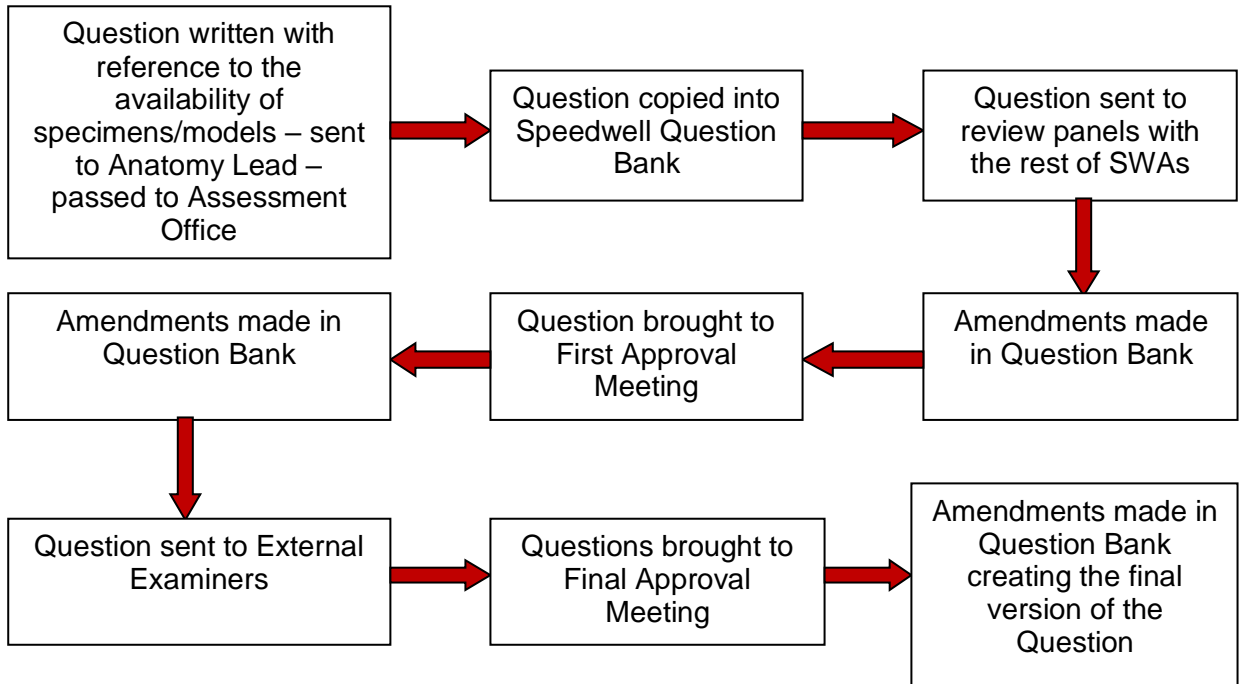 Question written with
reference to the
availability of
specimens/models – sent
to Anatomy Lead –
passed to Assessment
Office
Question copied into
Speedwell Question
Bank
Question sent to
review panels with
the rest of SWAs
Amendments made
in Question Bank
Question brought to
First Approval
Meeting
Amendments made in
Question Bank
Question sent to External
Examiners
Questions brought to
Final Approval
Meeting
Amendments made in
Question Bank
creating the final
version of the
Question